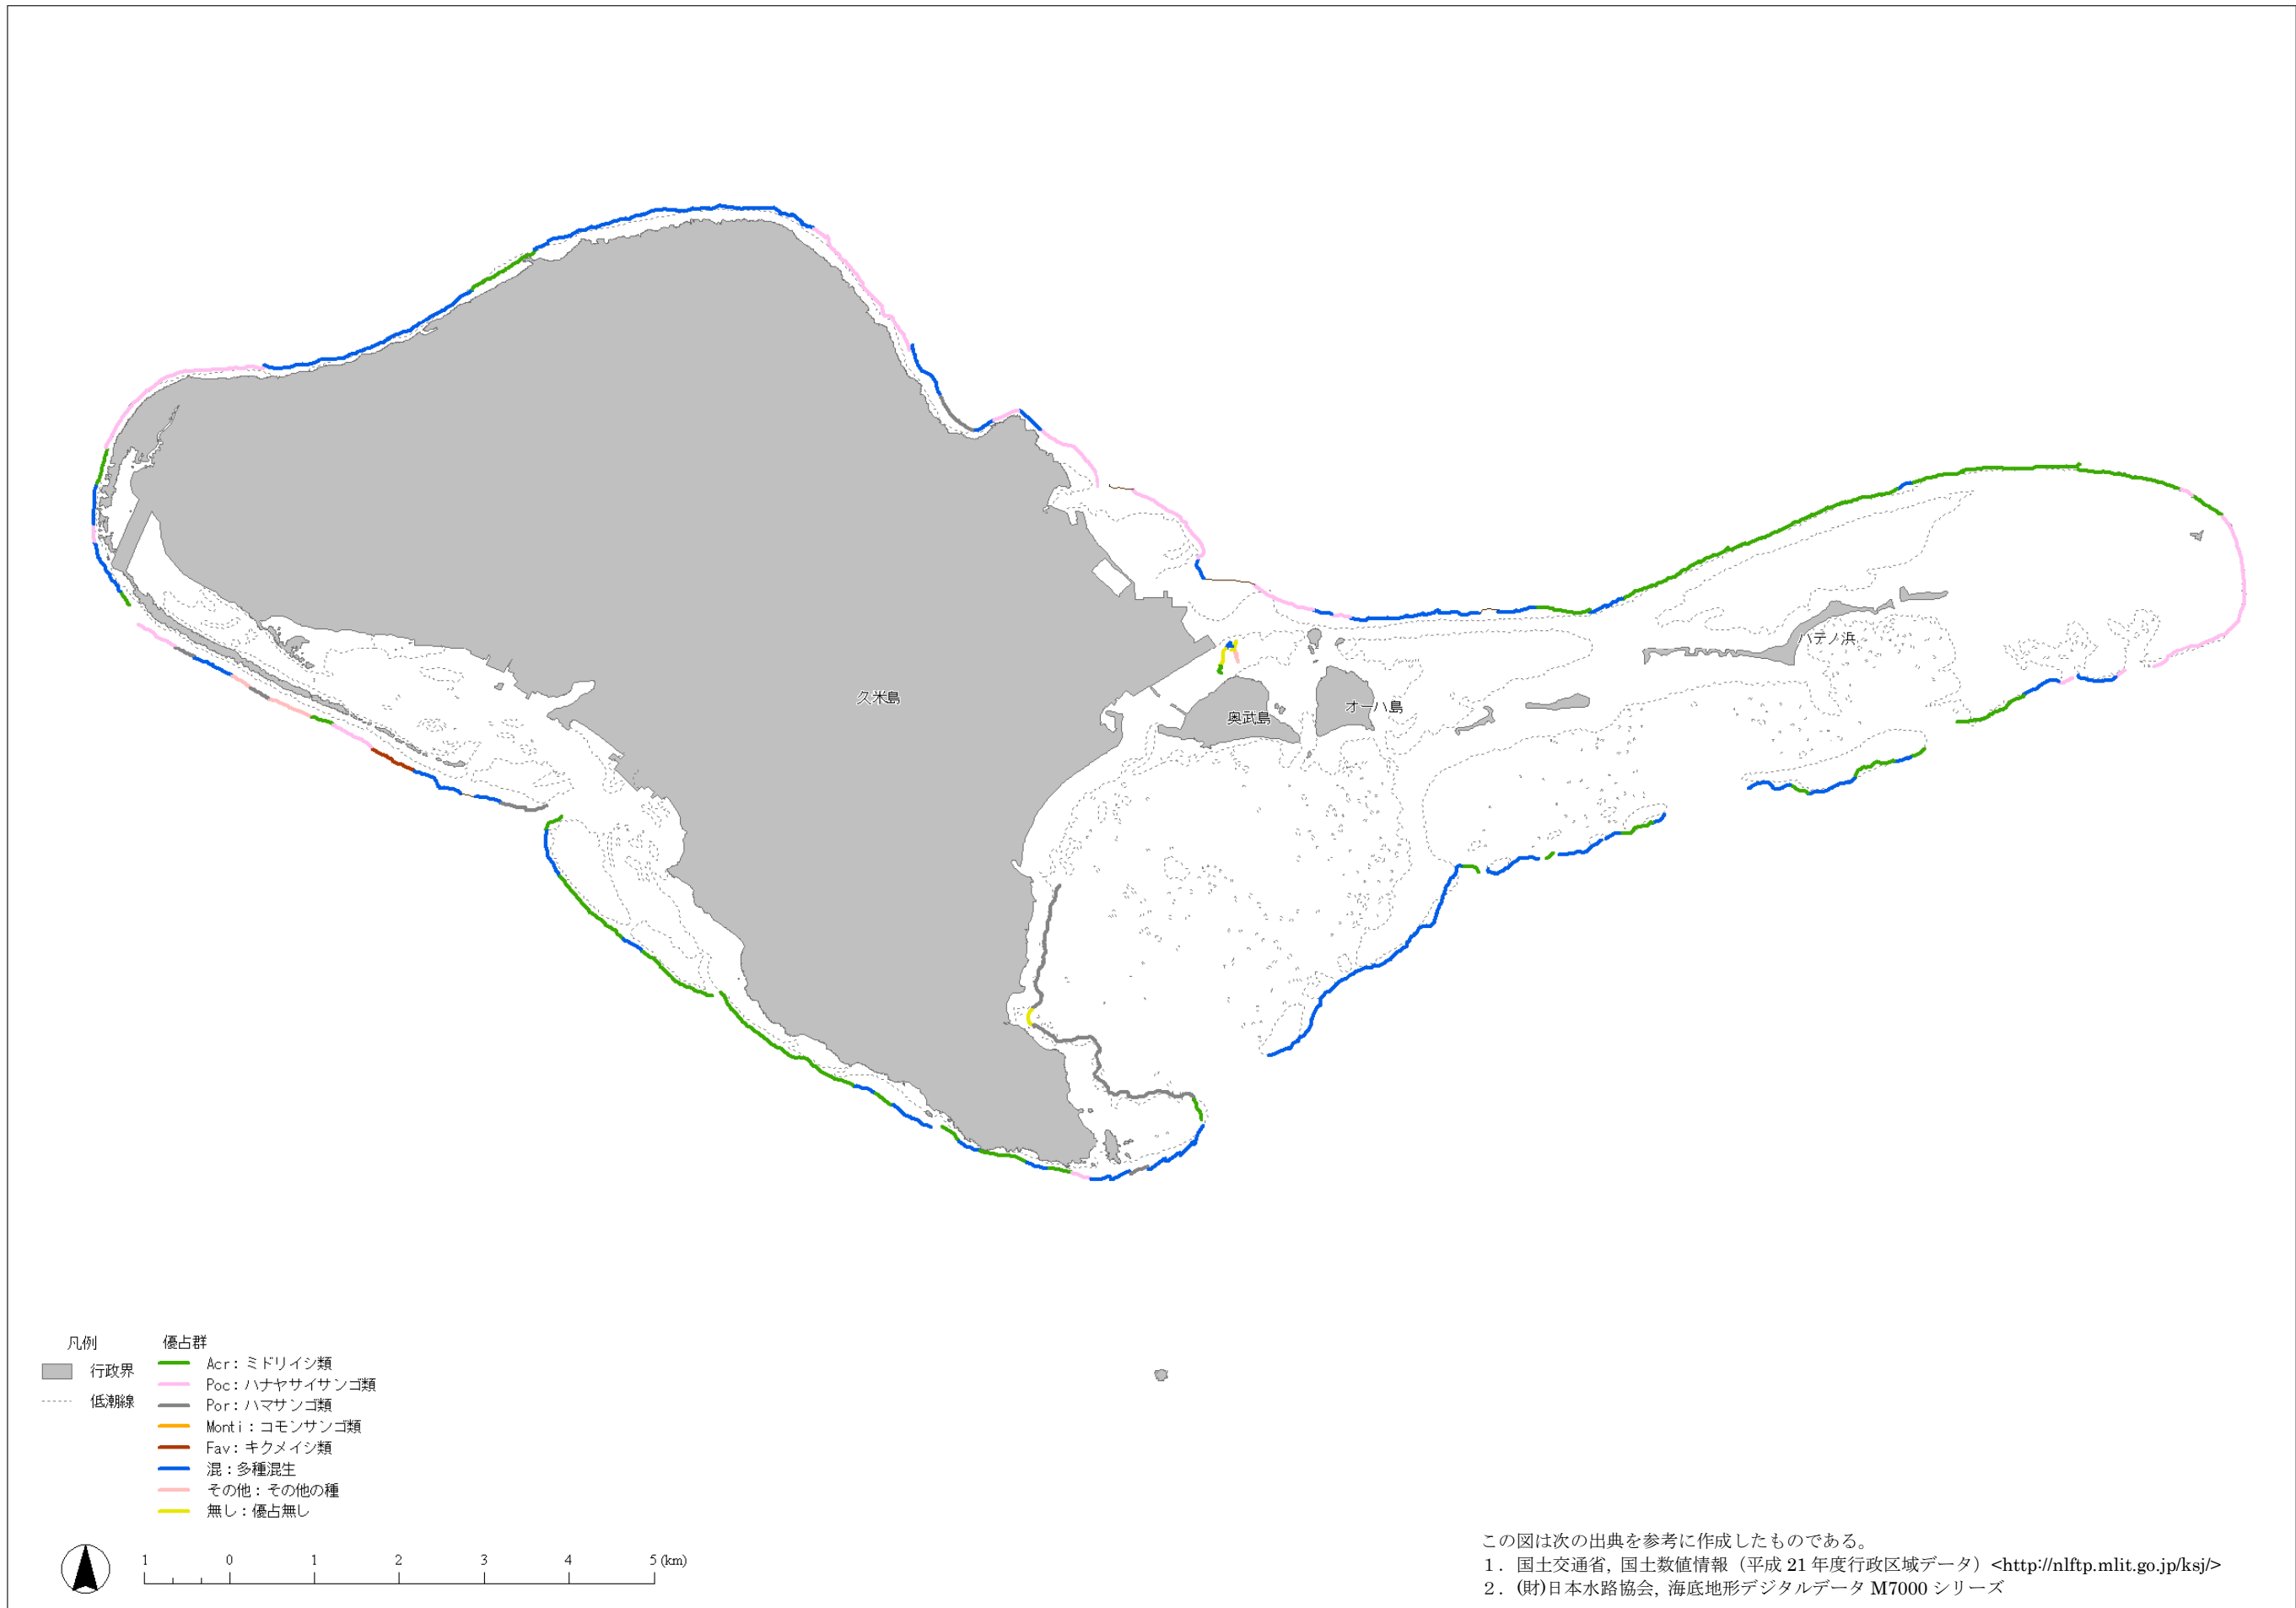 ハテノ浜
久米島
オーハ島
奥武島
凡例
優占群
行政界
低潮線
Acr：ミドリイシ類
Poc：ハナヤサイサンゴ類
Por：ハマサンゴ類
Monti：コモンサンゴ類
Fav：キクメイシ類
混：多種混生
その他：その他の種
無し：優占無し
1 0 1 2 3 4 5 (km)
この図は次の出典を参考に作成したものである。
１．国土交通省, 国土数値情報（平成 21 年度行政区域データ）<http://nlftp.mlit.go.jp/ksj/>
２．(財)日本水路協会, 海底地形デジタルデータ M7000 シリーズ